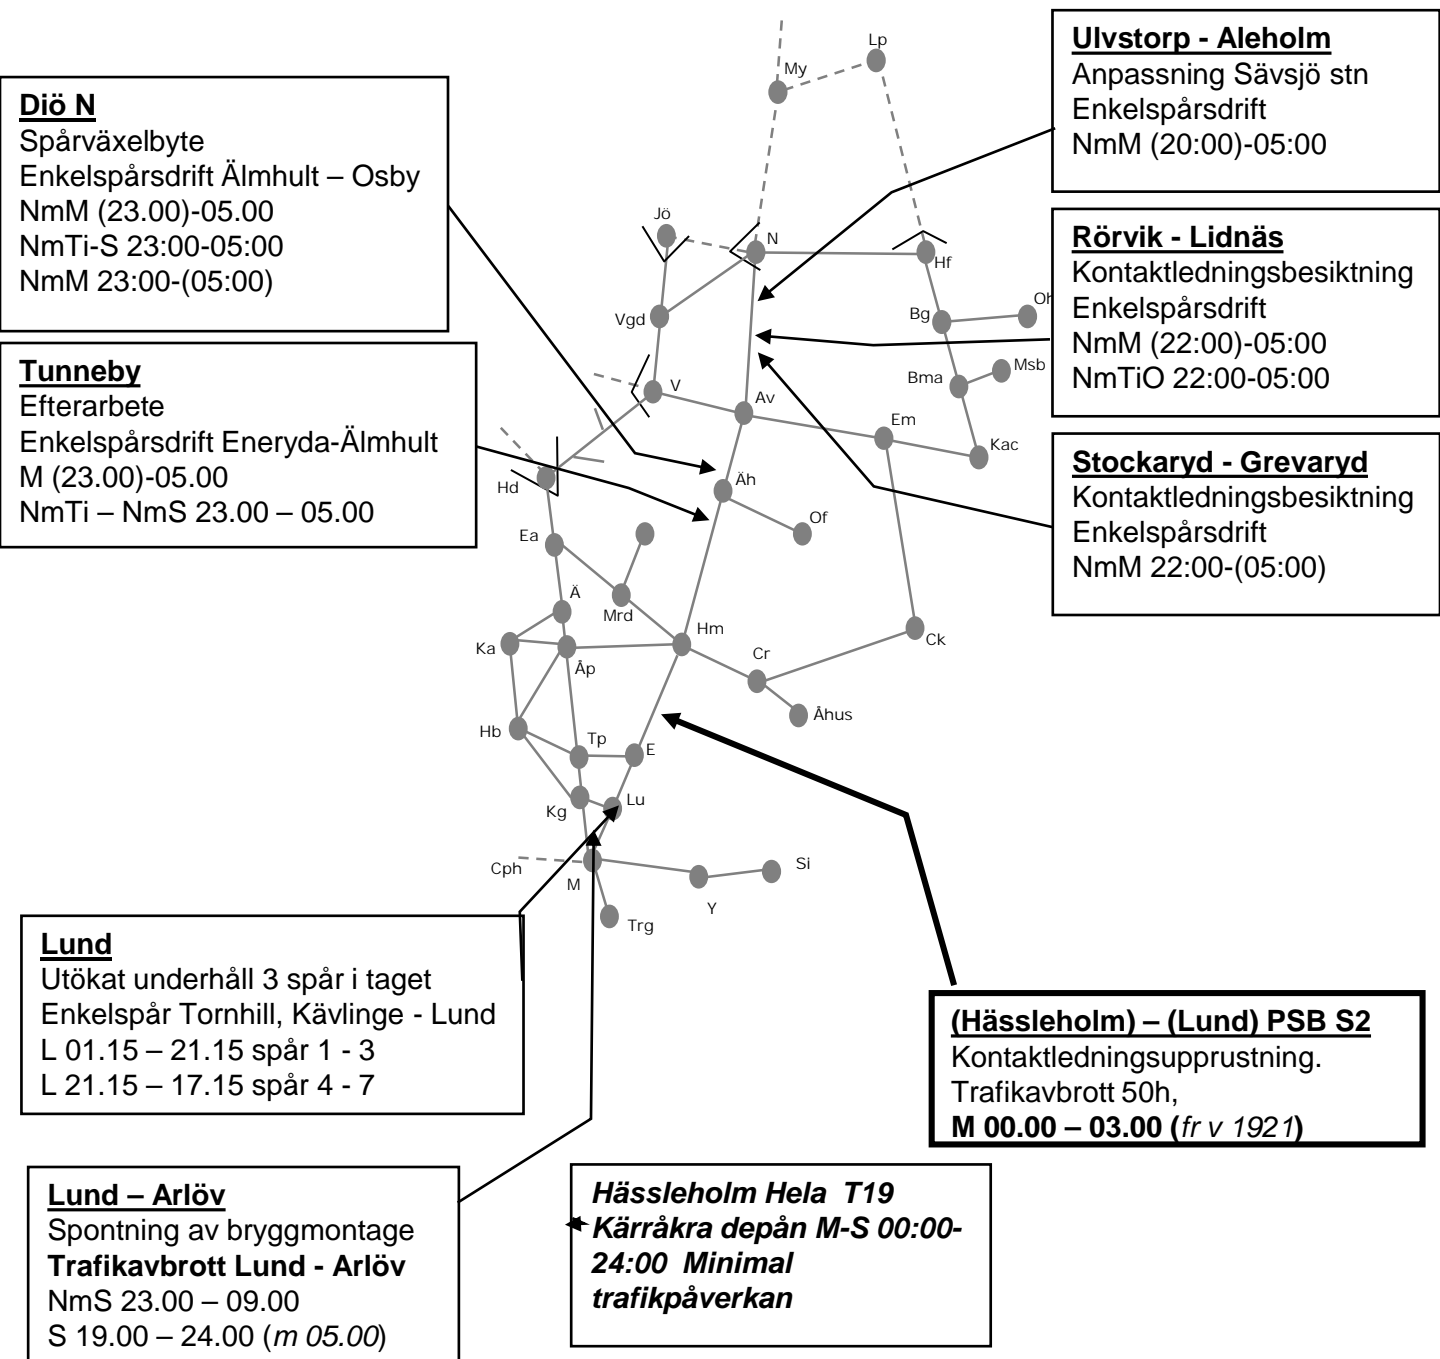 Diö N
Spårväxelbyte
Enkelspårsdrift Älmhult – Osby
NmM (23.00)-05.00
NmTi-S 23:00-05:00
NmM 23:00-(05:00)
Tunneby
Efterarbete
Enkelspårsdrift Eneryda-Älmhult
M (23.00)-05.00
NmTi – NmS 23.00 – 05.00
Ulvstorp - Aleholm
Anpassning Sävsjö stn
Enkelspårsdrift
NmM (20:00)-05:00
Rörvik - Lidnäs
Kontaktledningsbesiktning
Enkelspårsdrift
NmM (22:00)-05:00
NmTiO 22:00-05:00
Stockaryd - Grevaryd
Kontaktledningsbesiktning
Enkelspårsdrift
NmM 22:00-(05:00)
Lp
My
Jö
N
Hf
Vgd
Bg
Oh
Msb
Bma
V
Av
Em
Kac
Hd
Äh
Of
Ea
Ä
Mrd
Hm
Ka
Åp
Cr
Ck
Åhus
Hb
Tp
E
Kg
Lu
Cph
M
Si
Y
Trg
Lund
Utökat underhåll 3 spår i taget
Enkelspår Tornhill, Kävlinge - Lund
L 01.15 – 21.15 spår 1 - 3
L 21.15 – 17.15 spår 4 - 7
(Hässleholm) – (Lund) PSB S2
Kontaktledningsupprustning.
Trafikavbrott 50h,
M 00.00 – 03.00 (fr v 1921)
Lund – Arlöv
Spontning av bryggmontage
Trafikavbrott Lund - Arlöv
NmS 23.00 – 09.00
S 19.00 – 24.00 (m 05.00)
Hässleholm Hela T19
Kärråkra depån M-S 00:00-
24:00 Minimal
trafikpåverkan